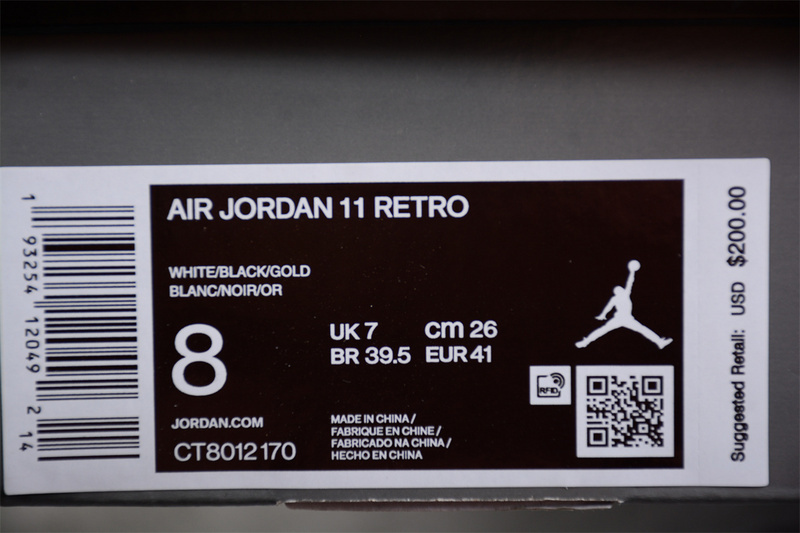 1 93254 12049 2 14
AIR JORDAN 11 RETRO
WHITE/BLACK/GOLD
BLANC/NOIR/OR
8
UK 7 cm 26
BR 39.5 EUR 41
JORDAN.COM
CT8012 170
MADE IN CHINA /
FABRIQUE EN CHINE /
FABRICADO NA CHINA /
HECHO EN CHINA
RFID
Suggested Retail: USD $200.00